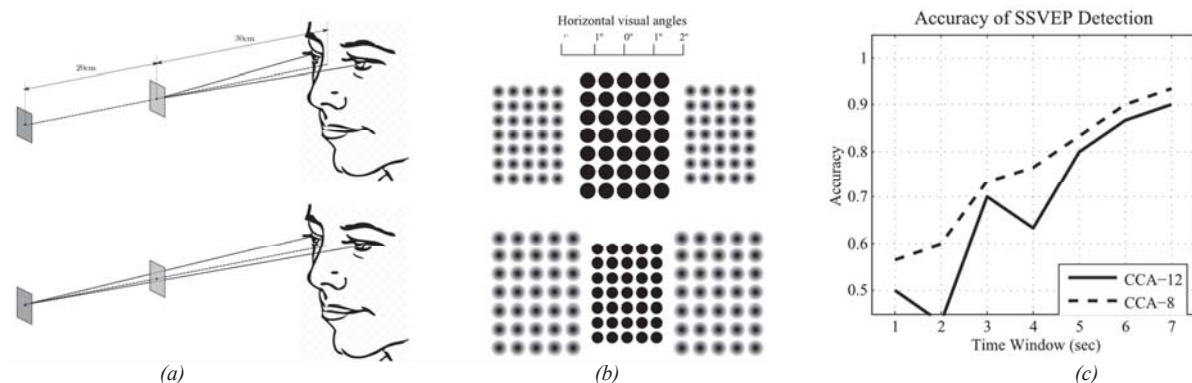 30cm
20cm
(a)
Horizontal visual angles
1° 0° 1° 2°
(b)
Accuracy of SSVEP Detection
Accuracy
1
0.9
0.8
0.7
0.6
0.5
CCA−12
CCA−8
1 2 3 4 5 6 7
Time Window (sec)
(c)